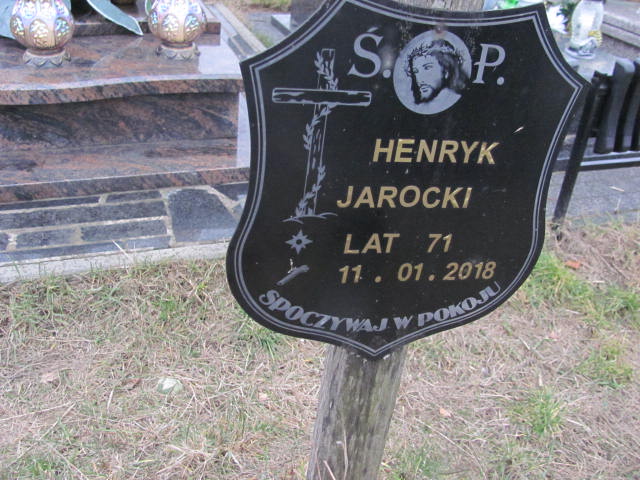 Ś. P.
HENRYK
JAROCKI
LAT 71
11. 01. 2018
SPOCZYWAJ W POKOJU